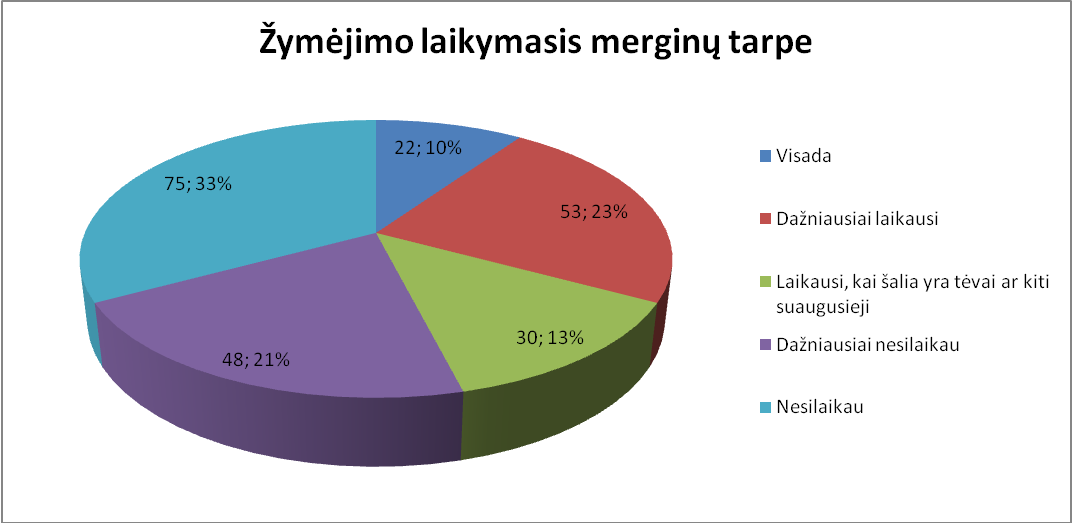 Žymėjimo laikymasis merginų tarpe
22; 10%
53; 23%
30; 13%
48; 21%
75; 33%
Visada
Dažniausiai laikausi
Laikausi, kai šalia yra tėvai ar kiti
suaugusieji
Dažniausiai nesilaikau
Nesilaikau